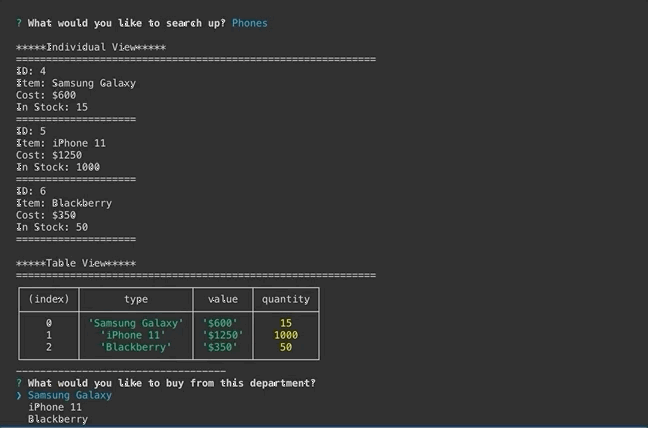 ? What would you like to search up? Phones
*****Individual View*****
============================================================
ID: 4
Item: Samsung Galaxy
Cost: $600
In Stock: 15
====================
ID: 5
Item: iPhone 11
Cost: $1250
In Stock: 1000
====================
ID: 6
Item: Blackberry
Cost: $350
In Stock: 50
====================
*****Table View*****
============================================================
(index) type value quantity
0 'Samsung Galaxy' '$600' 15
1 'iPhone 11' '$1250' 1000
2 'Blackberry' '$350' 50
-----------------------------------
? What would you like to buy from this department?
❯ Samsung Galaxy
iPhone 11
Blackberry